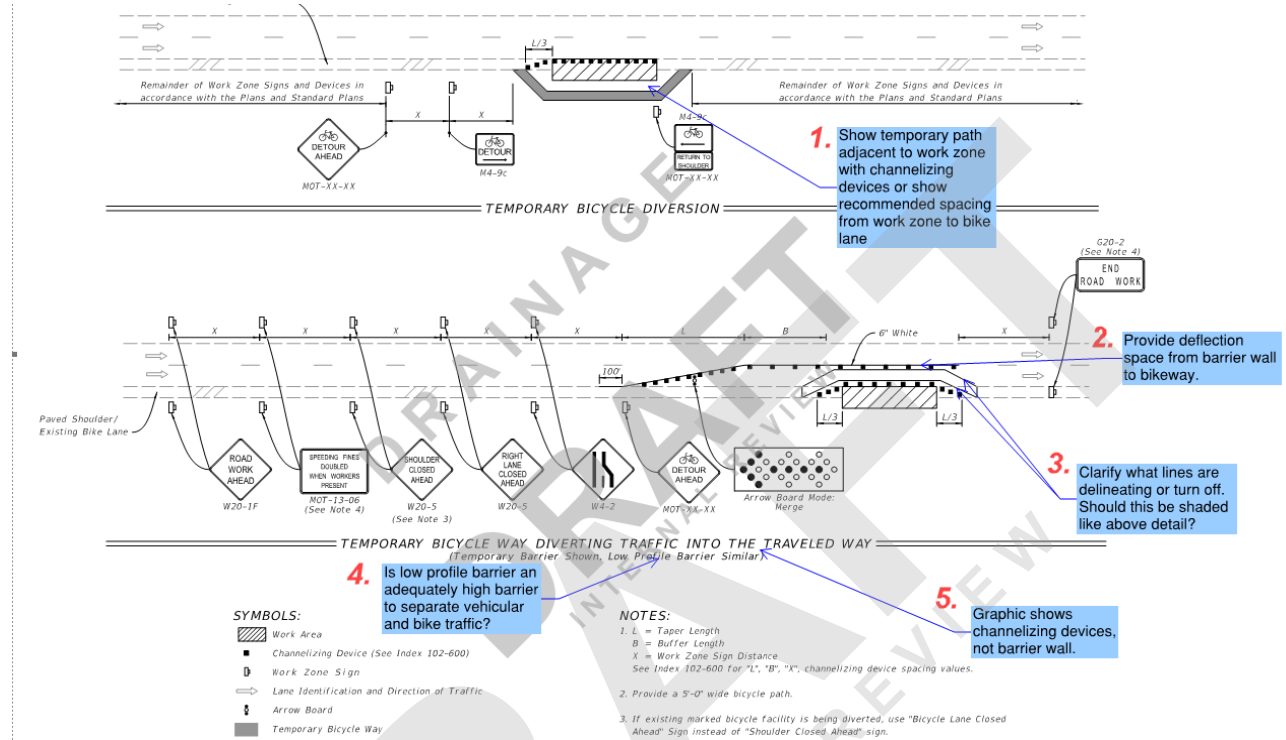 L/3
Remainder of Work Zone Signs and Devices in
accordance with the Plans and Standard Plans
Remainder of Work Zone Signs and Devices in
accordance with the Plans and Standard Plans
X
X
DETOUR
AHEAD
MOT-XX-XX
DETOUR
M4-9c
M4-9c
RETURN TO
SHOULDER
MOT-XX-XX
1.
Show temporary path
adjacent to work zone
with channelizing
devices or show
recommended spacing
from work zone to bike
lane
TEMPORARY BICYCLE DIVERSION
G20-2
(See Note 4)
END
ROAD WORK
X
X
X
X
X
L
B
6" White
X
100'
2.
Provide deflection
space from barrier wall
to bikeway.
Paved Shoulder/
Existing Bike Lane
L/3
L/3
ROAD
WORK
AHEAD
W20-1F
SPEEDING FINES
DOUBLED
WHEN WORKERS
PRESENT
MOT-13-06
(See Note 4)
SHOULDER
CLOSED
AHEAD
W20-5
(See Note 3)
RIGHT
LANE
CLOSED
AHEAD
W20-5
W4-2
DETOUR
AHEAD
MOT-XX-XX
Arrow Board Mode:
Merge
3.
Clarify what lines are
delineating or turn off.
Should this be shaded
like above detail?
TEMPORARY BICYCLE WAY DIVERTING TRAFFIC INTO THE TRAVELED WAY
(Temporary Barrier Shown, Low Profile Barrier Similar)
4.
Is low profile barrier an
adequately high barrier
to separate vehicular
and bike traffic?
5.
Graphic shows
channelizing devices,
not barrier wall.
SYMBOLS:
Work Area
Channelizing Device (See Index 102-600)
Work Zone Sign
Lane Identification and Direction of Traffic
Arrow Board
Temporary Bicycle Way
NOTES:
1. L = Taper Length
B = Buffer Length
X = Work Zone Sign Distance
See Index 102-600 for "L", "B", "X", channelizing device spacing values.
2. Provide a 5'-0" wide bicycle path.
3. If existing marked bicycle facility is being diverted, use "Bicycle Lane Closed
Ahead" Sign instead of "Shoulder Closed Ahead" sign.
DRAINAGE
DRAFT
INTERNAL REVIEW
REVIEW